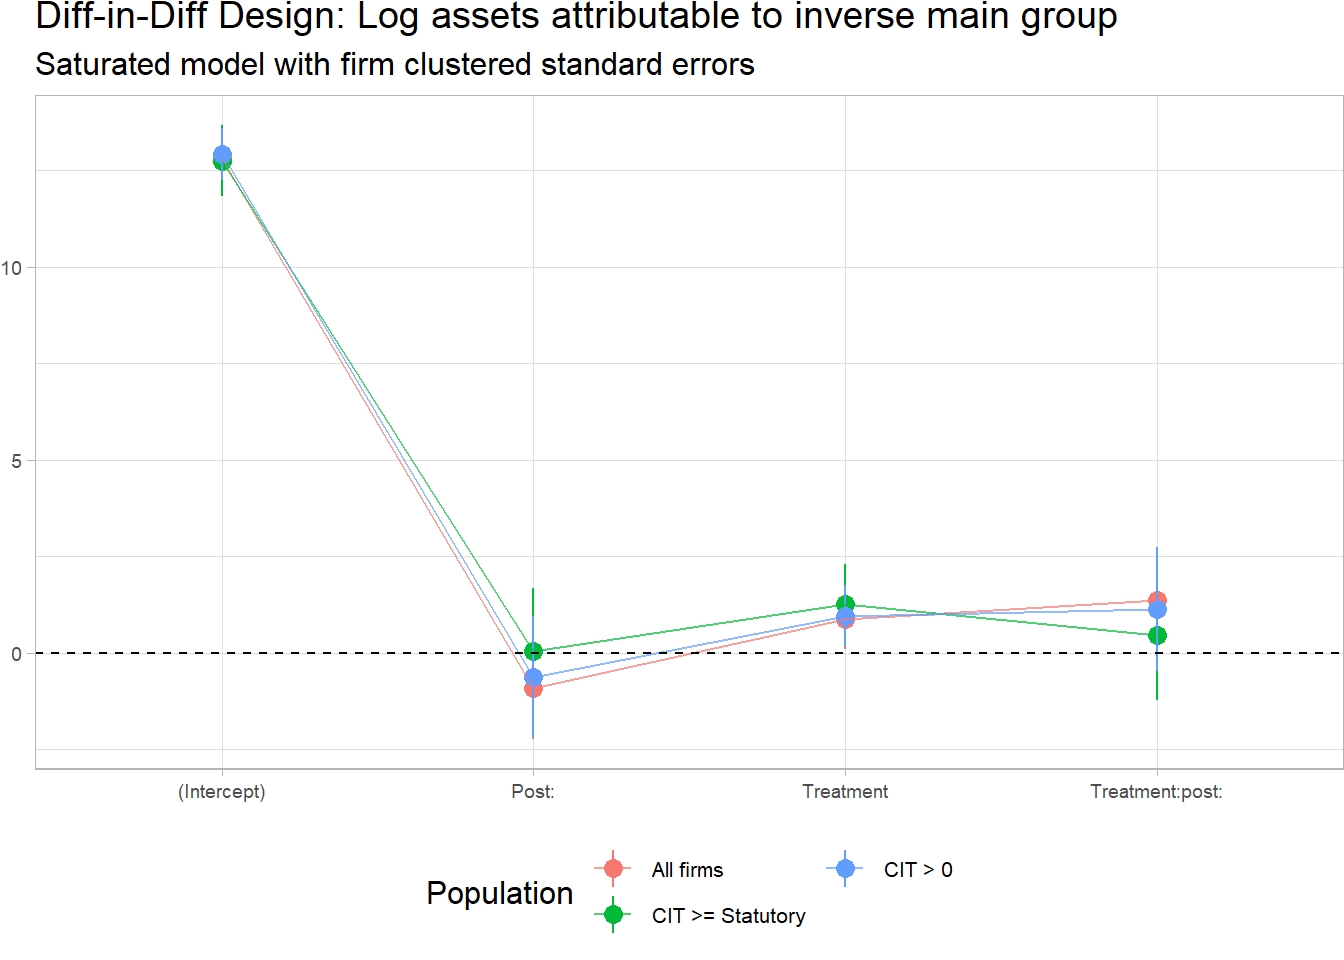 Diff-in-Diff Design: Log assets attributable to inverse main group
Saturated model with firm clustered standard errors
10
5
0
(Intercept) Post: Treatment Treatment:post:
Population
All firms
CIT > 0
CIT >= Statutory